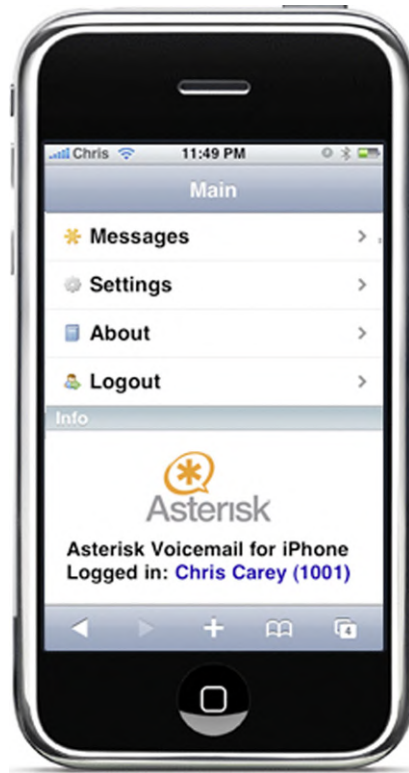 Chris 11:49 PM
Main
Messages
Settings
About
Logout
Info
Asterisk
Asterisk Voicemail for iPhone
Logged in: Chris Carey (1001)
4